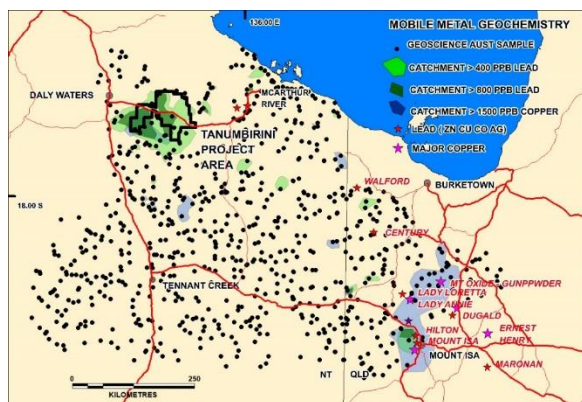 136.00 E
MOBILE METAL GEOCHEMISTRY
GEOSCIENCE AUST SAMPLE
CATCHMENT > 400 PPB LEAD
CATCHMENT > 800 PPB LEAD
CATCHMENT > 1500 PPB COPPER
LEAD (ZN CU CO AG)
MAJOR COPPER
DALY WATERS
MCARTHUR
RIVER
TANUMBIRINI
PROJECT
AREA
18.00 S
WALFORD
BURKETOWN
CENTURY
TENNANT CREEK
MT OXIDE, GUNPPWDER
LADY LORETTA
LADY ANNIE
DUGALD
HILTON
MOUNT ISA
ERNEST
HENRY
MOUNT ISA
MARONAN
0
250
KILOMETRES
NT
QLD